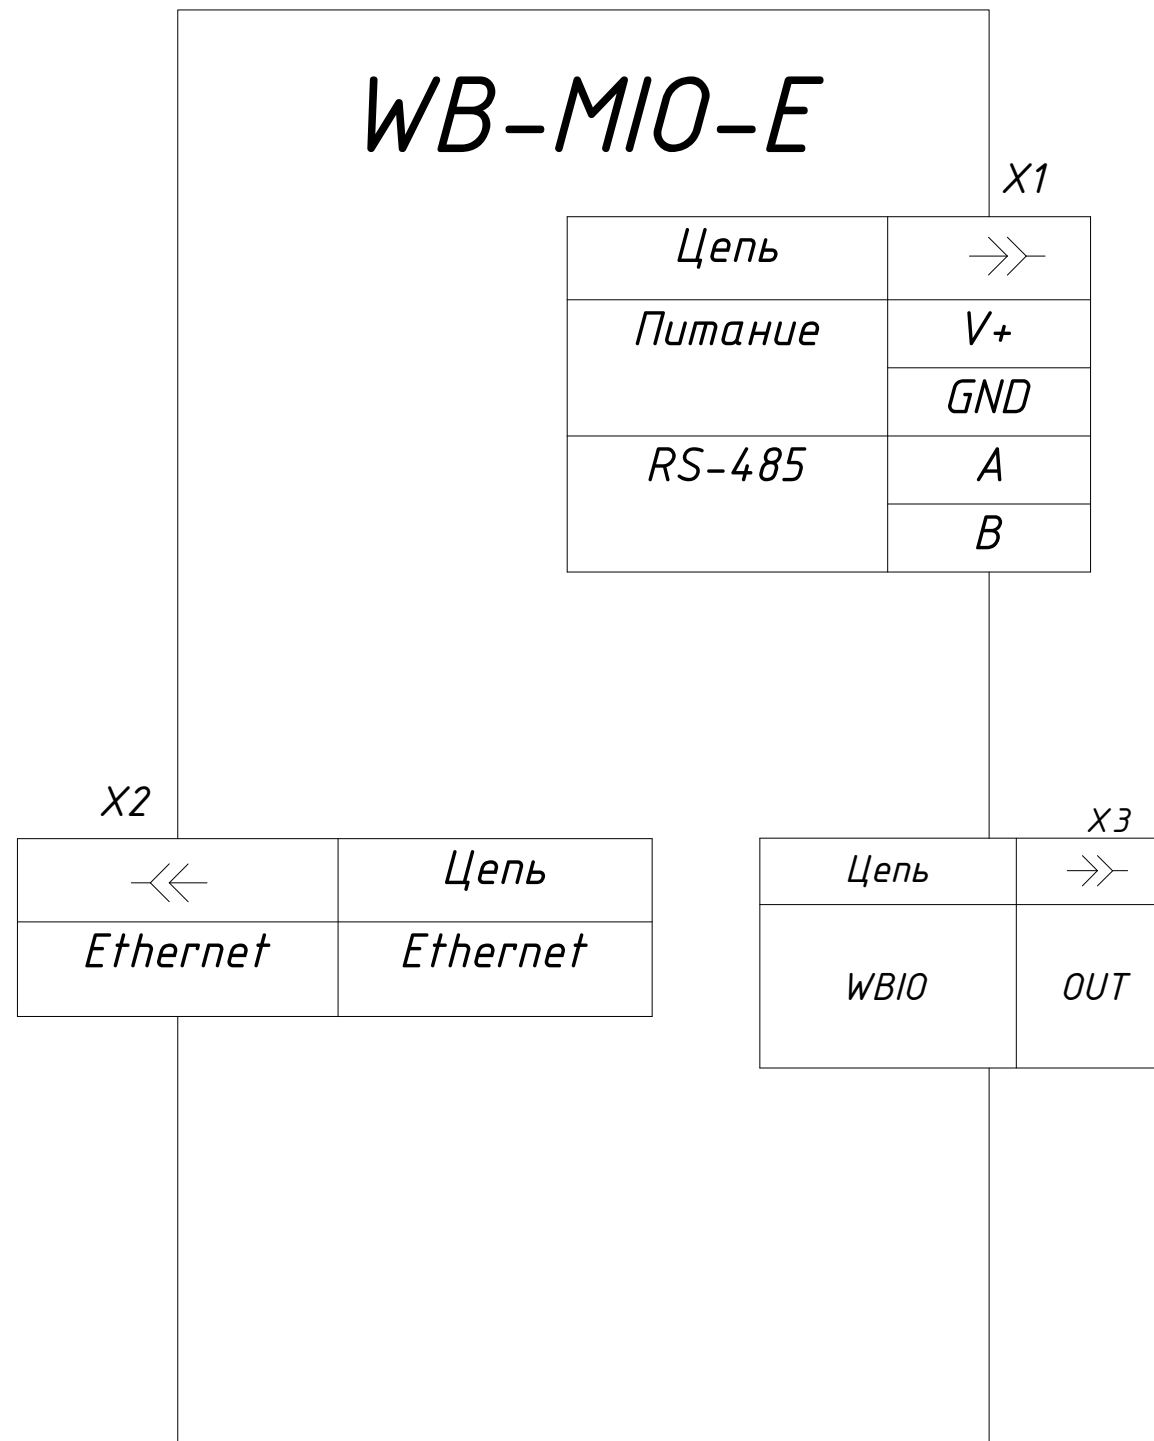 WB-MIO-E
X1
Цепь
Питание V+
GND
RS-485 A
B
X2
Цепь
Ethernet Ethernet
X3
Цепь
WBIO OUT